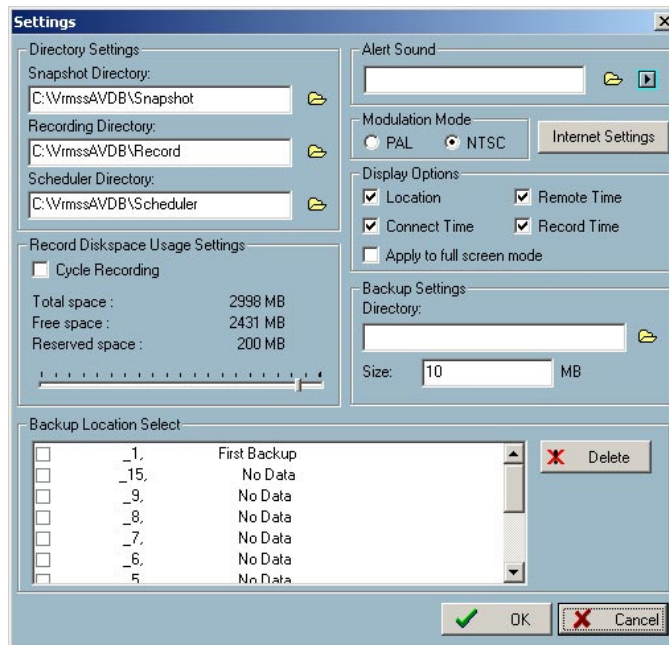 Settings
Directory Settings
Snapshot Directory:
C:\VrmssAVDB\Snapshot
Recording Directory:
C:\VrmssAVDB\Record
Scheduler Directory:
C:\VrmssAVDB\Scheduler
Record Diskspace Usage Settings
Cycle Recording
Total space : 2998 MB
Free space : 2431 MB
Reserved space : 200 MB
Alert Sound
Modulation Mode
PAL NTSC
Internet Settings
Display Options
Location Remote Time
Connect Time Record Time
Apply to full screen mode
Backup Settings
Directory:
Size: 10 MB
Backup Location Select
_1, First Backup
_15, No Data
_9, No Data
_8, No Data
_7, No Data
_6, No Data
_5, No Data
Delete
OK Cancel